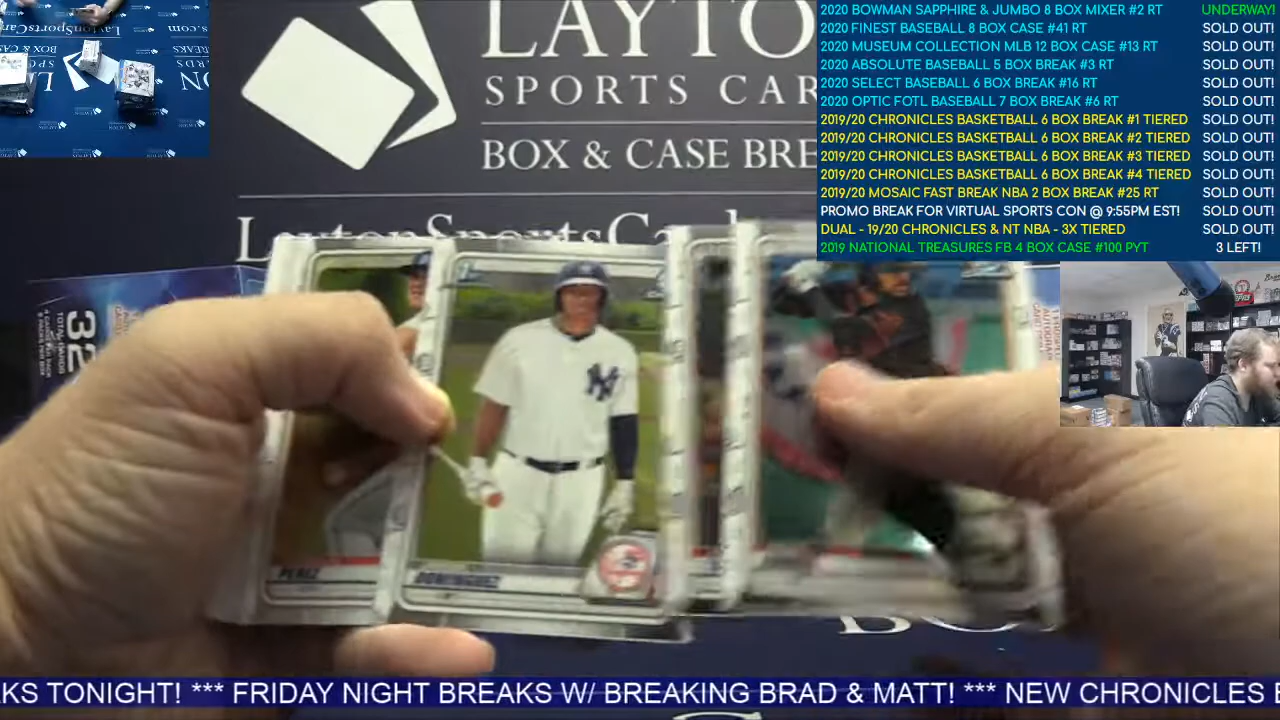 2020 BOWMAN SAPPHIRE & JUMBO 8 BOX MIXER #2 RT UNDERWAY!
2020 FINEST BASEBALL 8 BOX CASE #41 RT SOLD OUT!
2020 MUSEUM COLLECTION MLB 12 BOX CASE #13 RT SOLD OUT!
2020 ABSOLUTE BASEBALL 5 BOX BREAK #3 RT SOLD OUT!
2020 SELECT BASEBALL 6 BOX BREAK #16 RT SOLD OUT!
2020 OPTIC FOTL BASEBALL 7 BOX BREAK #6 RT SOLD OUT!
2019/20 CHRONICLES BASKETBALL 6 BOX BREAK #1 TIERED SOLD OUT!
2019/20 CHRONICLES BASKETBALL 6 BOX BREAK #2 TIERED SOLD OUT!
2019/20 CHRONICLES BASKETBALL 6 BOX BREAK #3 TIERED SOLD OUT!
2019/20 CHRONICLES BASKETBALL 6 BOX BREAK #4 TIERED SOLD OUT!
2019/20 MOSAIC FAST BREAK NBA 2 BOX BREAK #25 RT SOLD OUT!
PROMO BREAK FOR VIRTUAL SPORTS CON @ 9:55PM EST! SOLD OUT!
DUAL - 19/20 CHRONICLES & NT NBA - 3X TIERED SOLD OUT!
2019 NATIONAL TREASURES FB 4 BOX CASE #100 PYT 3 LEFT!
LAYTO
SPORTS CAR
BOX & CASE BRE
LaytonSportsCard
32
TOTAL CARDS
PEREZ
DOMINGUEZ
KS TONIGHT! *** FRIDAY NIGHT BREAKS W/ BREAKING BRAD & MATT! *** NEW CHRONICLES